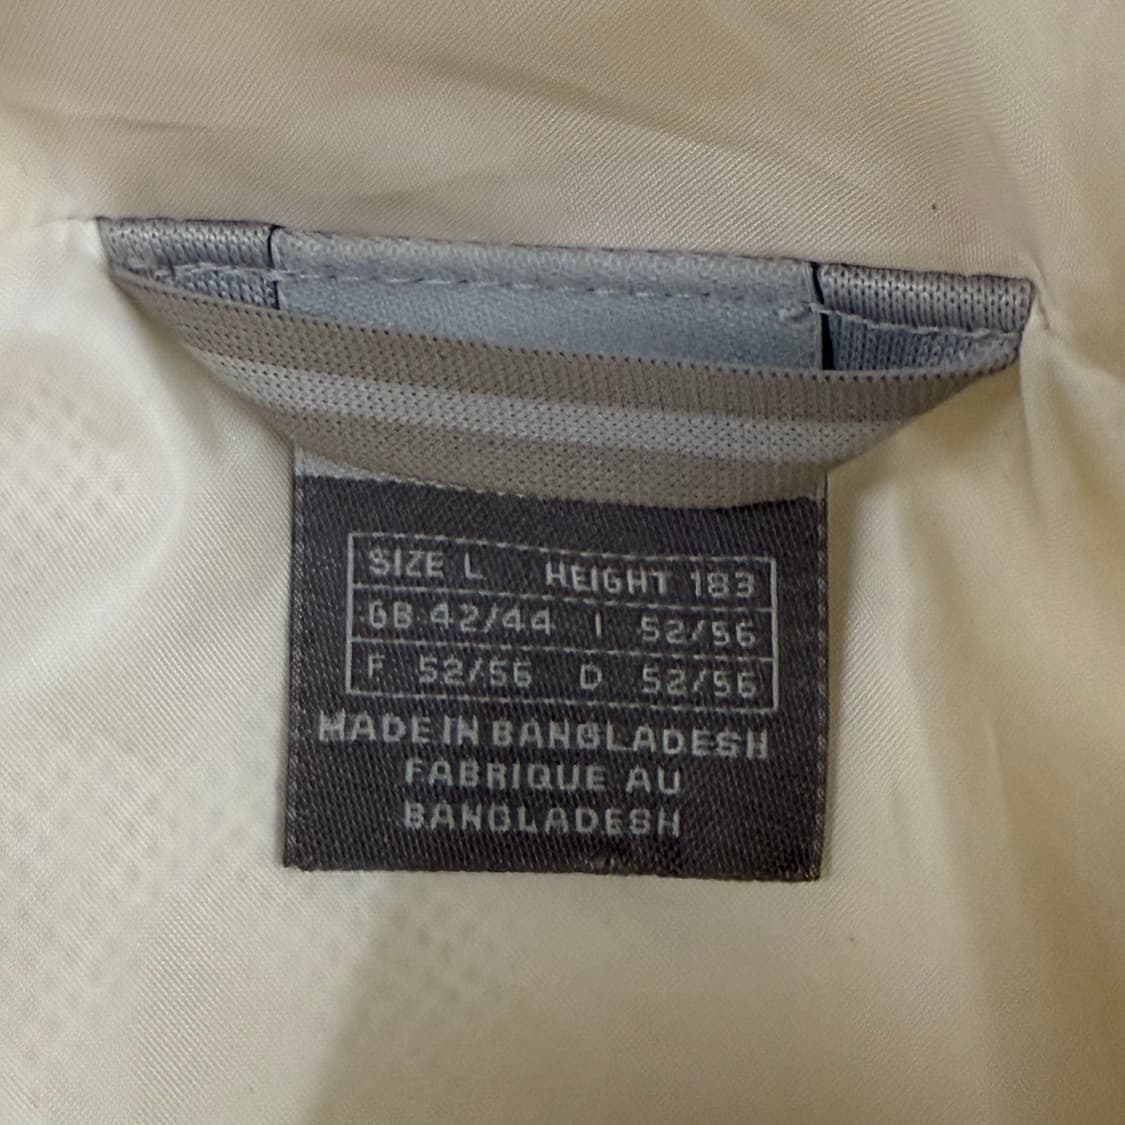 SIZE L HEIGHT 183
GB 42/44 I 52/56
F 52/56 D 52/56
MADE IN BANGLADESH
FABRIQUE AU
BANGLADESH